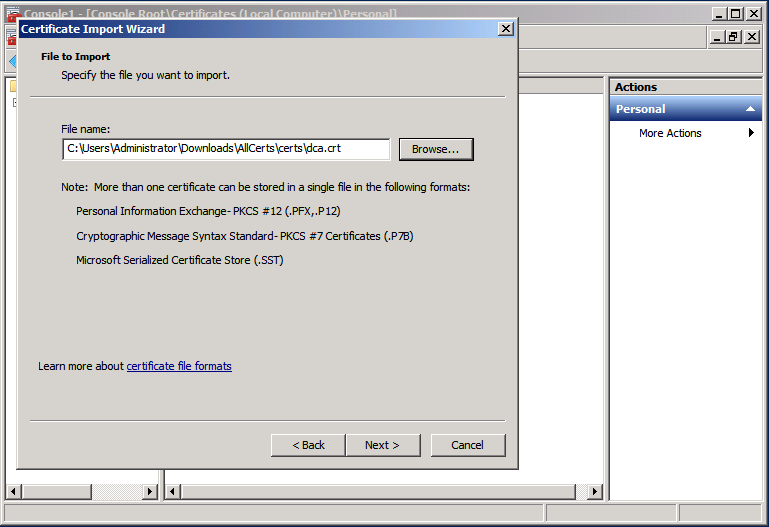 Console1 - [Console Root\Certificates (Local Computer)\Personal]
Certificate Import Wizard
File to Import
Specify the file you want to import.
File name:
C:\Users\Administrator\Downloads\AllCerts\certs\dca.crt
Browse...
Note: More than one certificate can be stored in a single file in the following formats:
Personal Information Exchange- PKCS #12 (.PFX,.P12)
Cryptographic Message Syntax Standard- PKCS #7 Certificates (.P7B)
Microsoft Serialized Certificate Store (.SST)
Learn more about certificate file formats
< Back
Next >
Cancel
Actions
Personal
More Actions